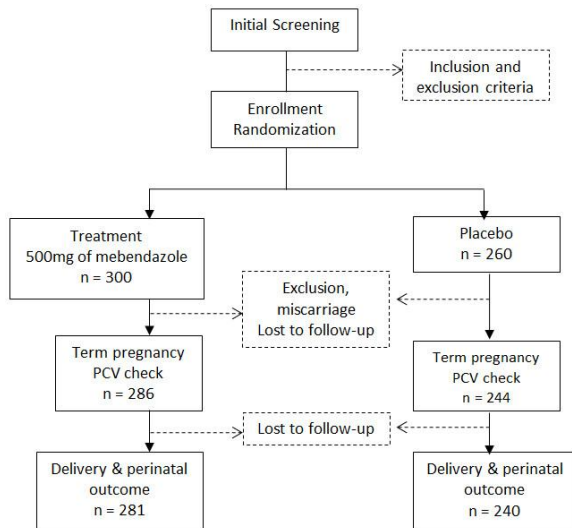 Initial Screening
Inclusion and
exclusion criteria
Enrollment
Randomization
Treatment
500mg of mebendazole
n = 300
Placebo
n = 260
Exclusion,
miscarriage
Lost to follow-up
Term pregnancy
PCV check
n = 286
Term pregnancy
PCV check
n = 244
Lost to follow-up
Delivery & perinatal
outcome
n = 281
Delivery & perinatal
outcome
n = 240